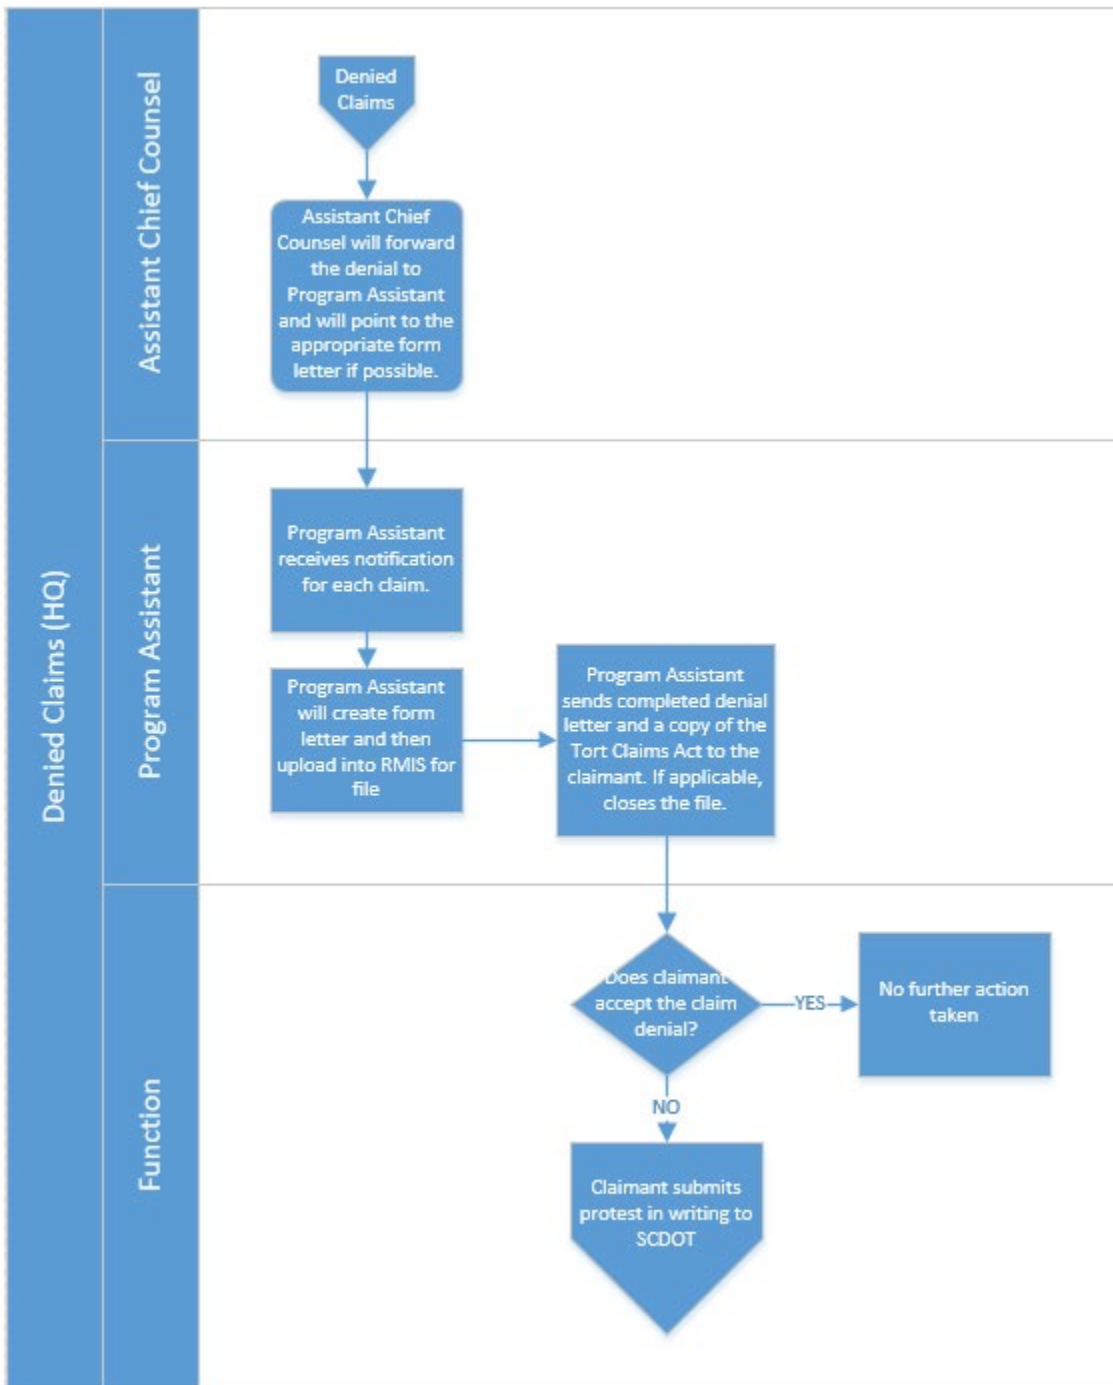 Denied Claims (HQ)
Assistant Chief Counsel
Denied
Claims
Assistant Chief
Counsel will forward
the denial to
Program Assistant
and will point to the
appropriate form
letter if possible.
Program Assistant
Program Assistant
receives notification
for each claim.
Program Assistant
will create form
letter and then
upload into RMIS for
file
Program Assistant
sends completed denial
letter and a copy of the
Tort Claims Act to the
claimant. If applicable,
closes the file.
Function
Does claimant
accept the claim
denial?
YES
No further action
taken
NO
Claimant submits
protest in writing to
SCDOT